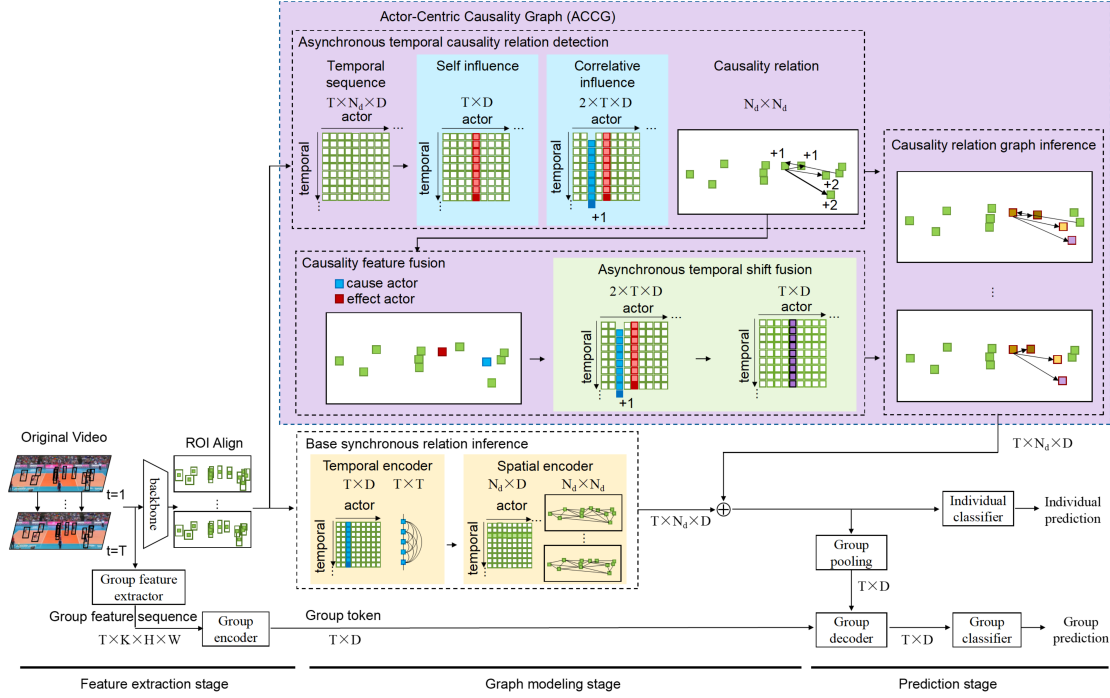 Actor-Centric Causality Graph (ACCG)
Asynchronous temporal causality relation detection
Temporal
sequence
T×N_d×D
actor
...
temporal
⋮
Self influence
T×D
actor
...
Correlative
influence
2×T×D
actor
...
temporal
⋮
+1
Causality relation
N_d×N_d
+1
+1
+2
+2
Causality relation graph inference
⋮
Causality feature fusion
cause actor
effect actor
Asynchronous temporal shift fusion
2×T×D
actor
...
temporal
⋮
+1
T×D
actor
...
temporal
⋮
T×N_d×D
Original Video
t=1
⋮
t=T
backbone
ROI Align
⋮
Base synchronous relation inference
Temporal encoder
T×D
T×T
actor
temporal
⋮
Spatial encoder
N_d×D
N_d×N_d
actor
...
temporal
⋮
⋮
T×N_d×D
Individual
classifier
Individual
prediction
Group
pooling
T×D
Group feature
extractor
Group feature sequence
T×K×H×W
Group
encoder
Group token
T×D
Group
decoder
T×D
Group
classifier
Group
prediction
Feature extraction stage
Graph modeling stage
Prediction stage